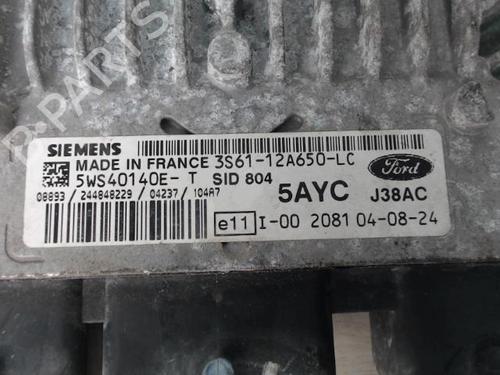 B-PARTS
SIEMENS
MADE IN FRANCE 3S61-12A650-LC
5WS40140E- T SID 804
5AYC J38AC
08893 / 244848229 / 04237 / 104A7
Ford
e11 I-00 2081 04-08-24